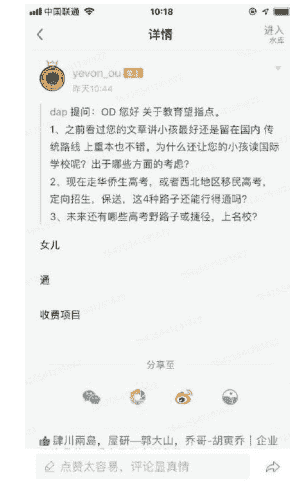 中国联通
10:18
详情
进入
水库
yevon_ou
昨天10:44
dap 提问：OD 您好 关于教育望指点。
1、之前看过您的文章讲小孩最好还是留在国内 传
统路线 上重本也不错，为什么还让您的小孩读国际
学校呢？出于哪些方面的考虑？
2、现在走华侨生高考，或者西北地区移民高考，
定向招生，保送，这4种路子还能行得通吗？
3、未来还有哪些高考野路子或捷径，上名校？
女儿
通
收费项目
分享至
肆川雨島，屋研—郭大山，乔哥-胡萸乔｜企业
点赞太容易，评论显真情